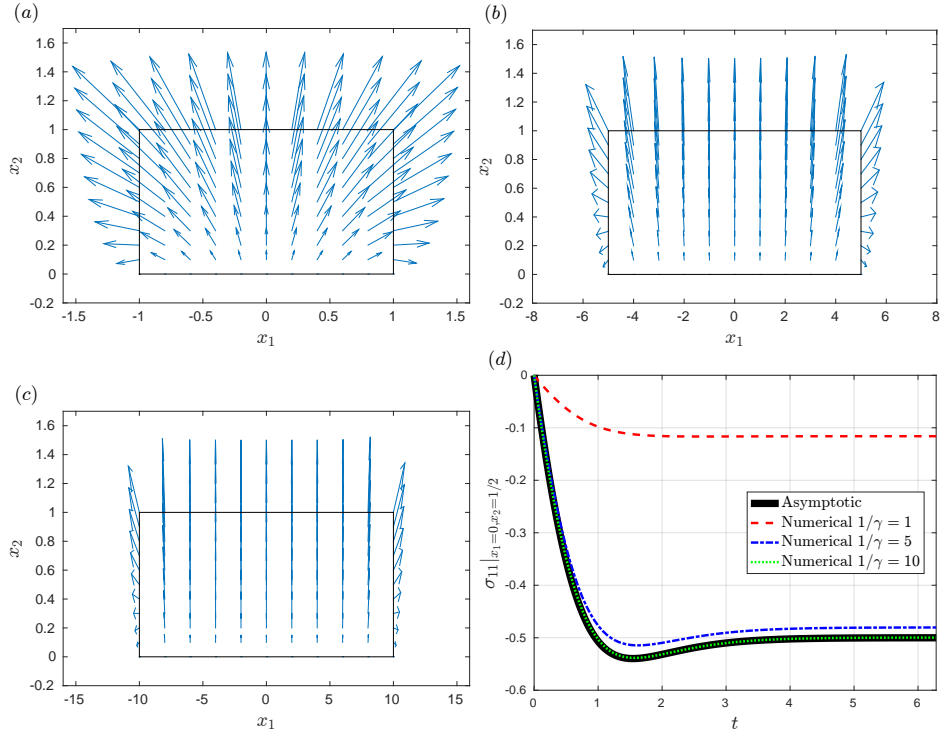 (a)
1.6
1.4
1.2
1
0.8
0.6
0.4
0.2
0
-0.2
x2
-1.5 -1 -0.5 0 0.5 1 1.5
x1
(b)
1.6
1.4
1.2
1
0.8
0.6
0.4
0.2
0
-0.2
x2
-8 -6 -4 -2 0 2 4 6 8
x1
(c)
1.6
1.4
1.2
1
0.8
0.6
0.4
0.2
0
-0.2
x2
-15 -10 -5 0 5 10 15
x1
(d)
0
-0.1
-0.2
-0.3
-0.4
-0.5
-0.6
σ11|x1=0,x2=1/2
Asymptotic
Numerical 1/γ = 1
Numerical 1/γ = 5
Numerical 1/γ = 10
0 1 2 3 4 5 6
t